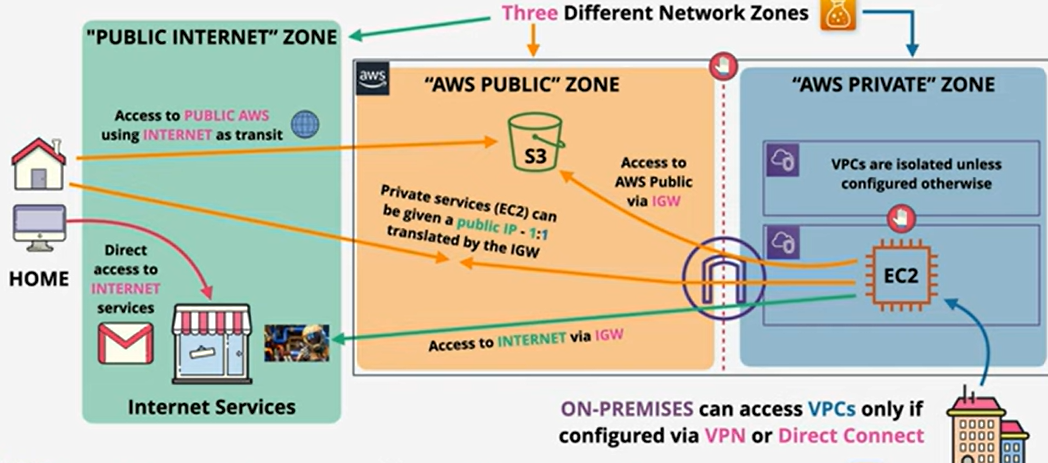 Three Different Network Zones
"PUBLIC INTERNET” ZONE
aws
“AWS PUBLIC” ZONE
“AWS PRIVATE” ZONE
Access to PUBLIC AWS
using INTERNET as transit
S3
Access to
AWS Public
via IGW
VPCs are isolated unless
configured otherwise
Private services (EC2) can
be given a public IP - 1:1
translated by the IGW
HOME
Direct
access to
INTERNET
services
EC2
Access to INTERNET via IGW
Internet Services
ON-PREMISES can access VPCs only if
configured via VPN or Direct Connect